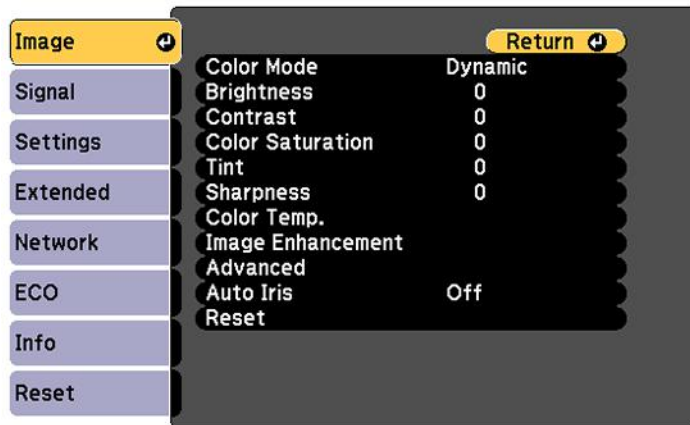 Image
Signal
Settings
Extended
Network
ECO
Info
Reset
Return
Color Mode Dynamic
Brightness 0
Contrast 0
Color Saturation 0
Tint 0
Sharpness 0
Color Temp.
Image Enhancement
Advanced
Auto Iris Off
Reset